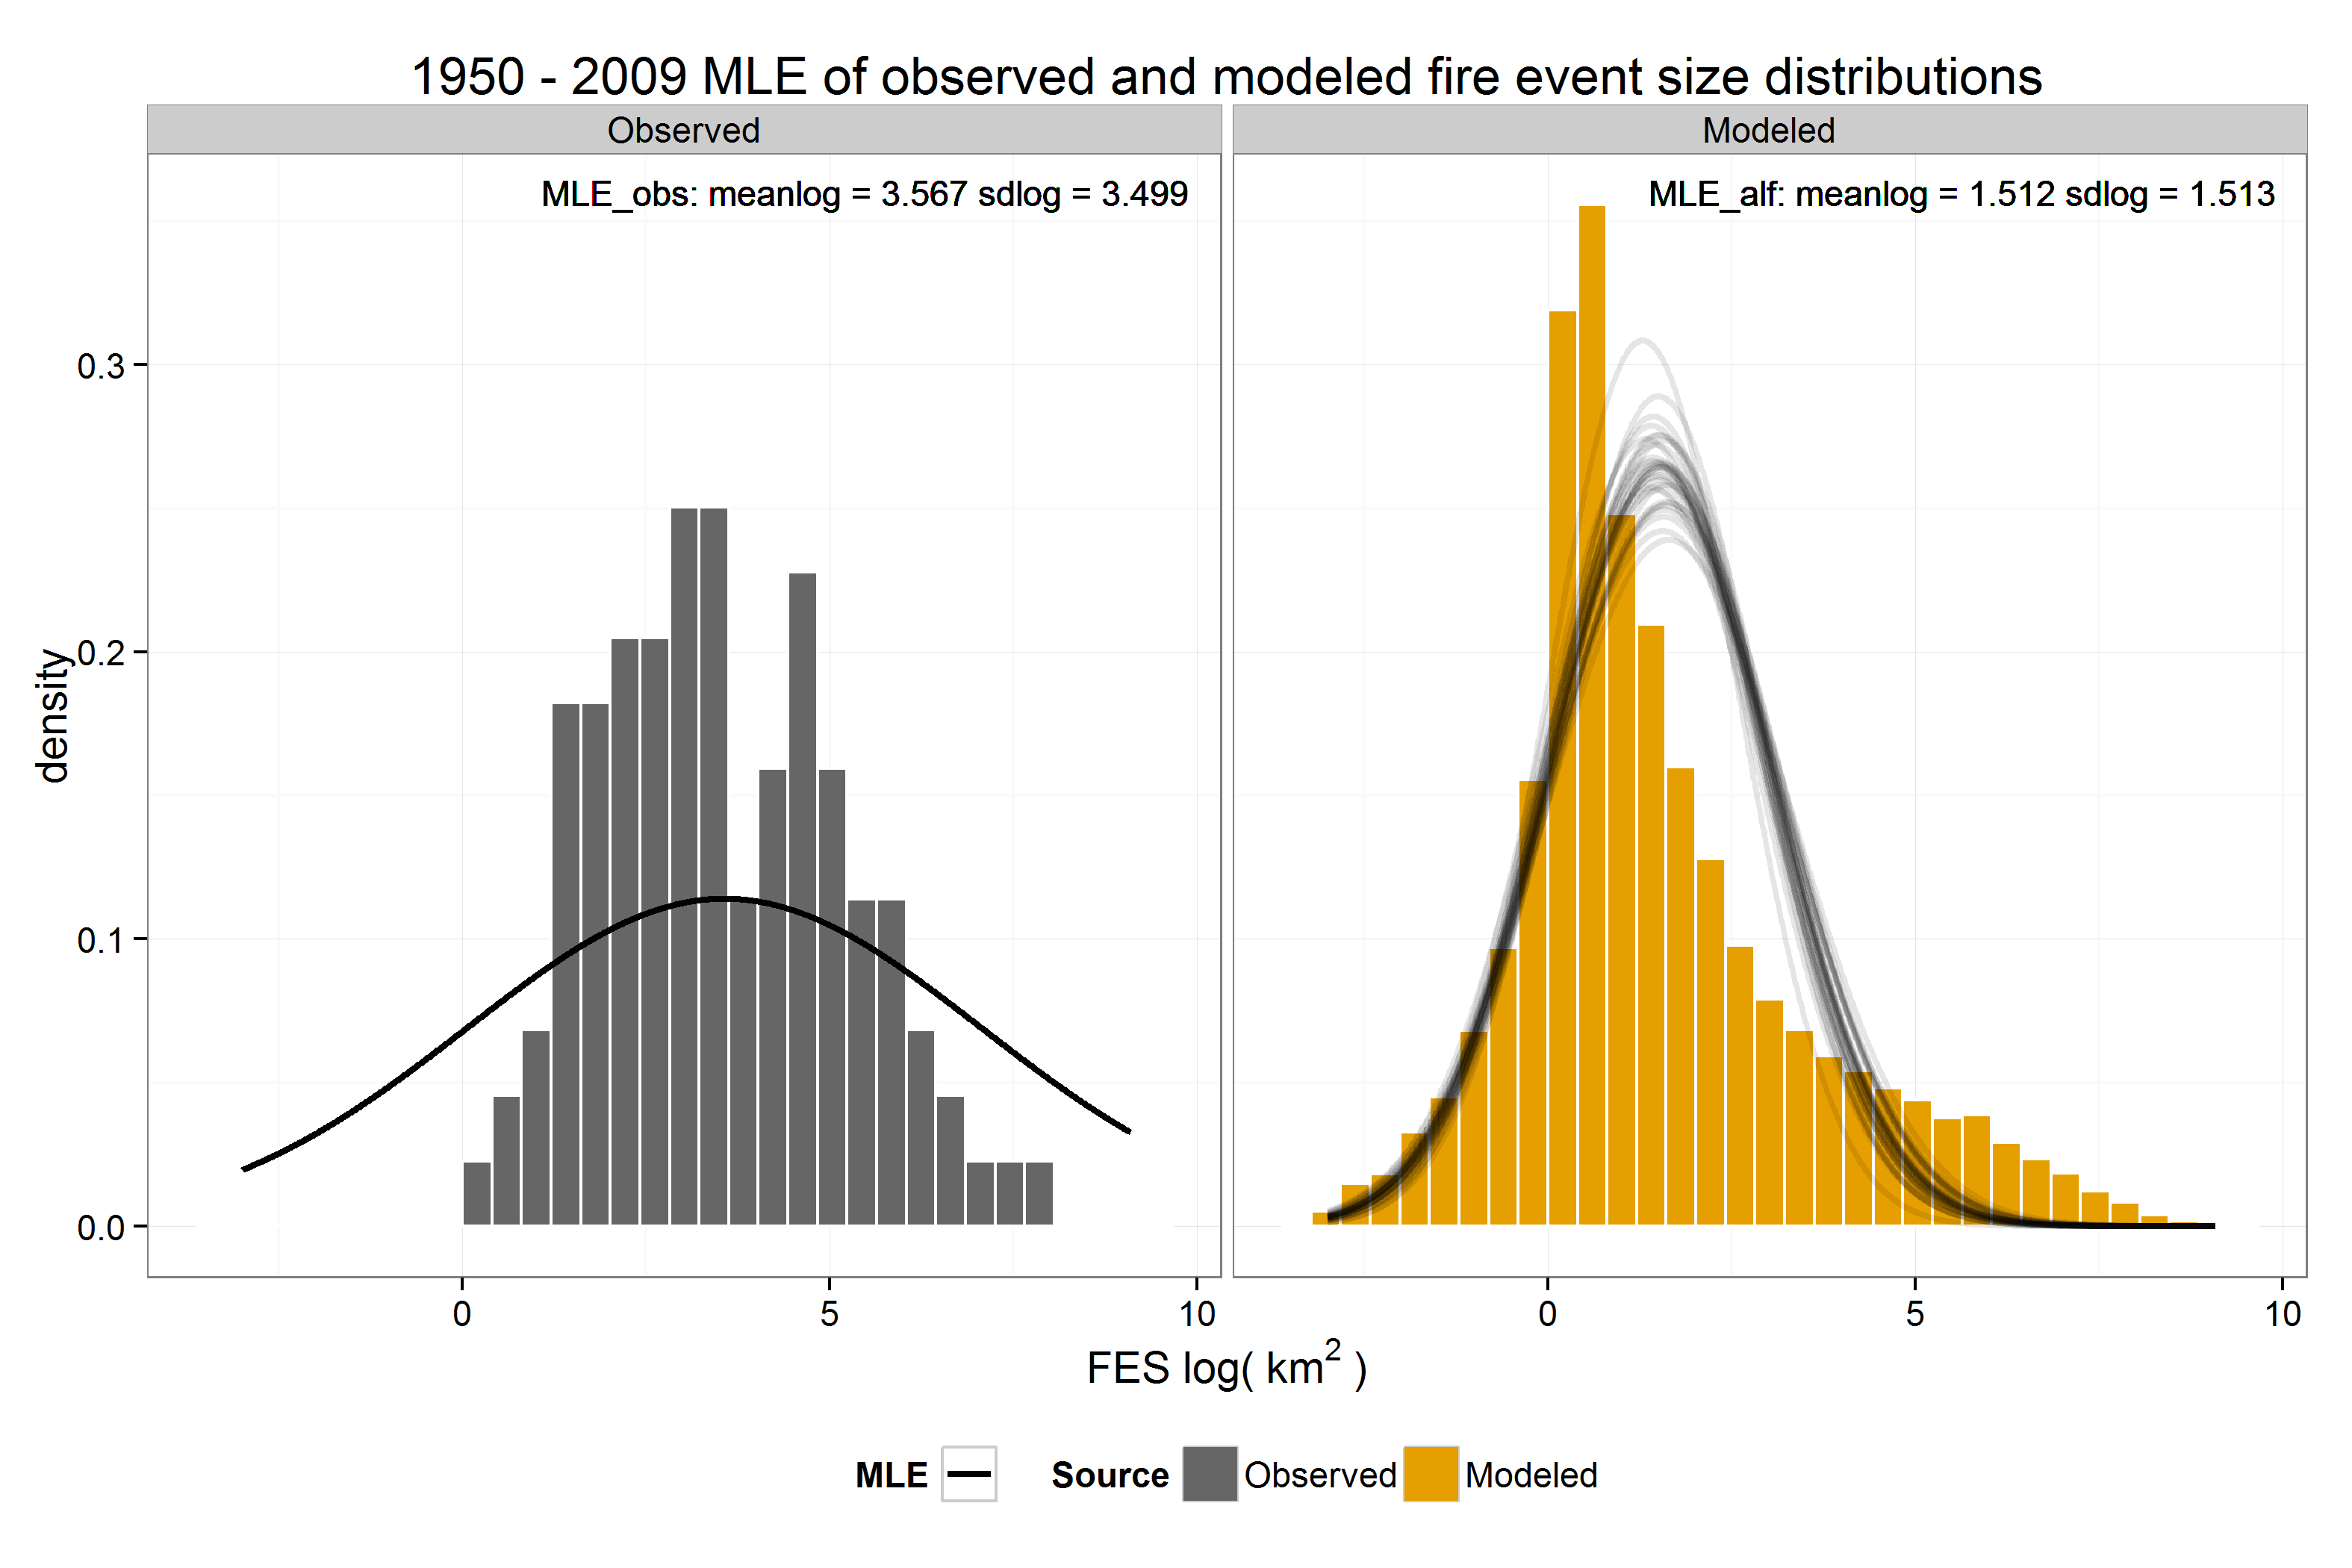 1950 - 2009 MLE of observed and modeled fire event size distributions
Observed
Modeled
MLE_obs: meanlog = 3.567 sdlog = 3.499
MLE_alf: meanlog = 1.512 sdlog = 1.513
density
0.3
0.2
0.1
0.0
0 5 10
0 5 10
FES log( km² )
MLE Source Observed Modeled